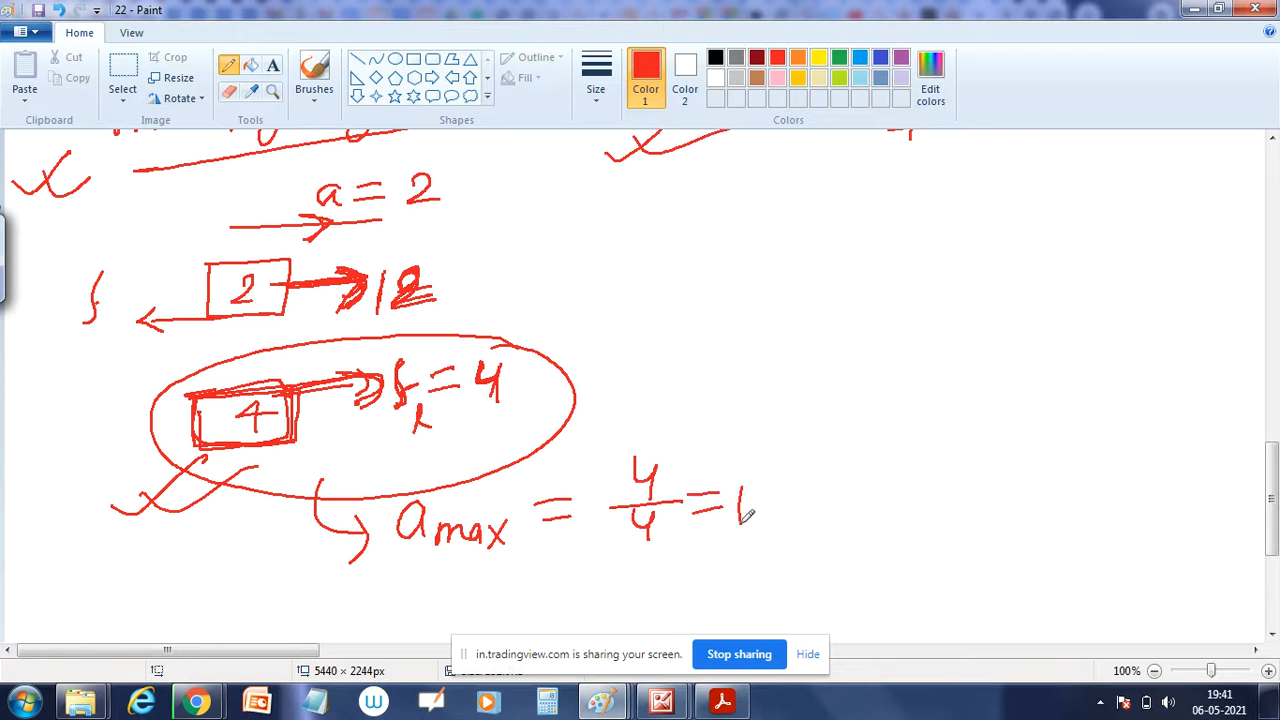 22 - Paint
Home View
Cut
Copy
Paste
Clipboard
Select
Crop
Resize
Rotate
Image
Tools
Brushes
Outline
Fill
Shapes
Size
Color 1
Color 2
Edit colors
Colors
a = 2
2
f
4
= 4
a max = 4/4 = 1
in.tradingview.com is sharing your screen. Stop sharing Hide
5440 × 2244px
100%
19:41
06-05-2021